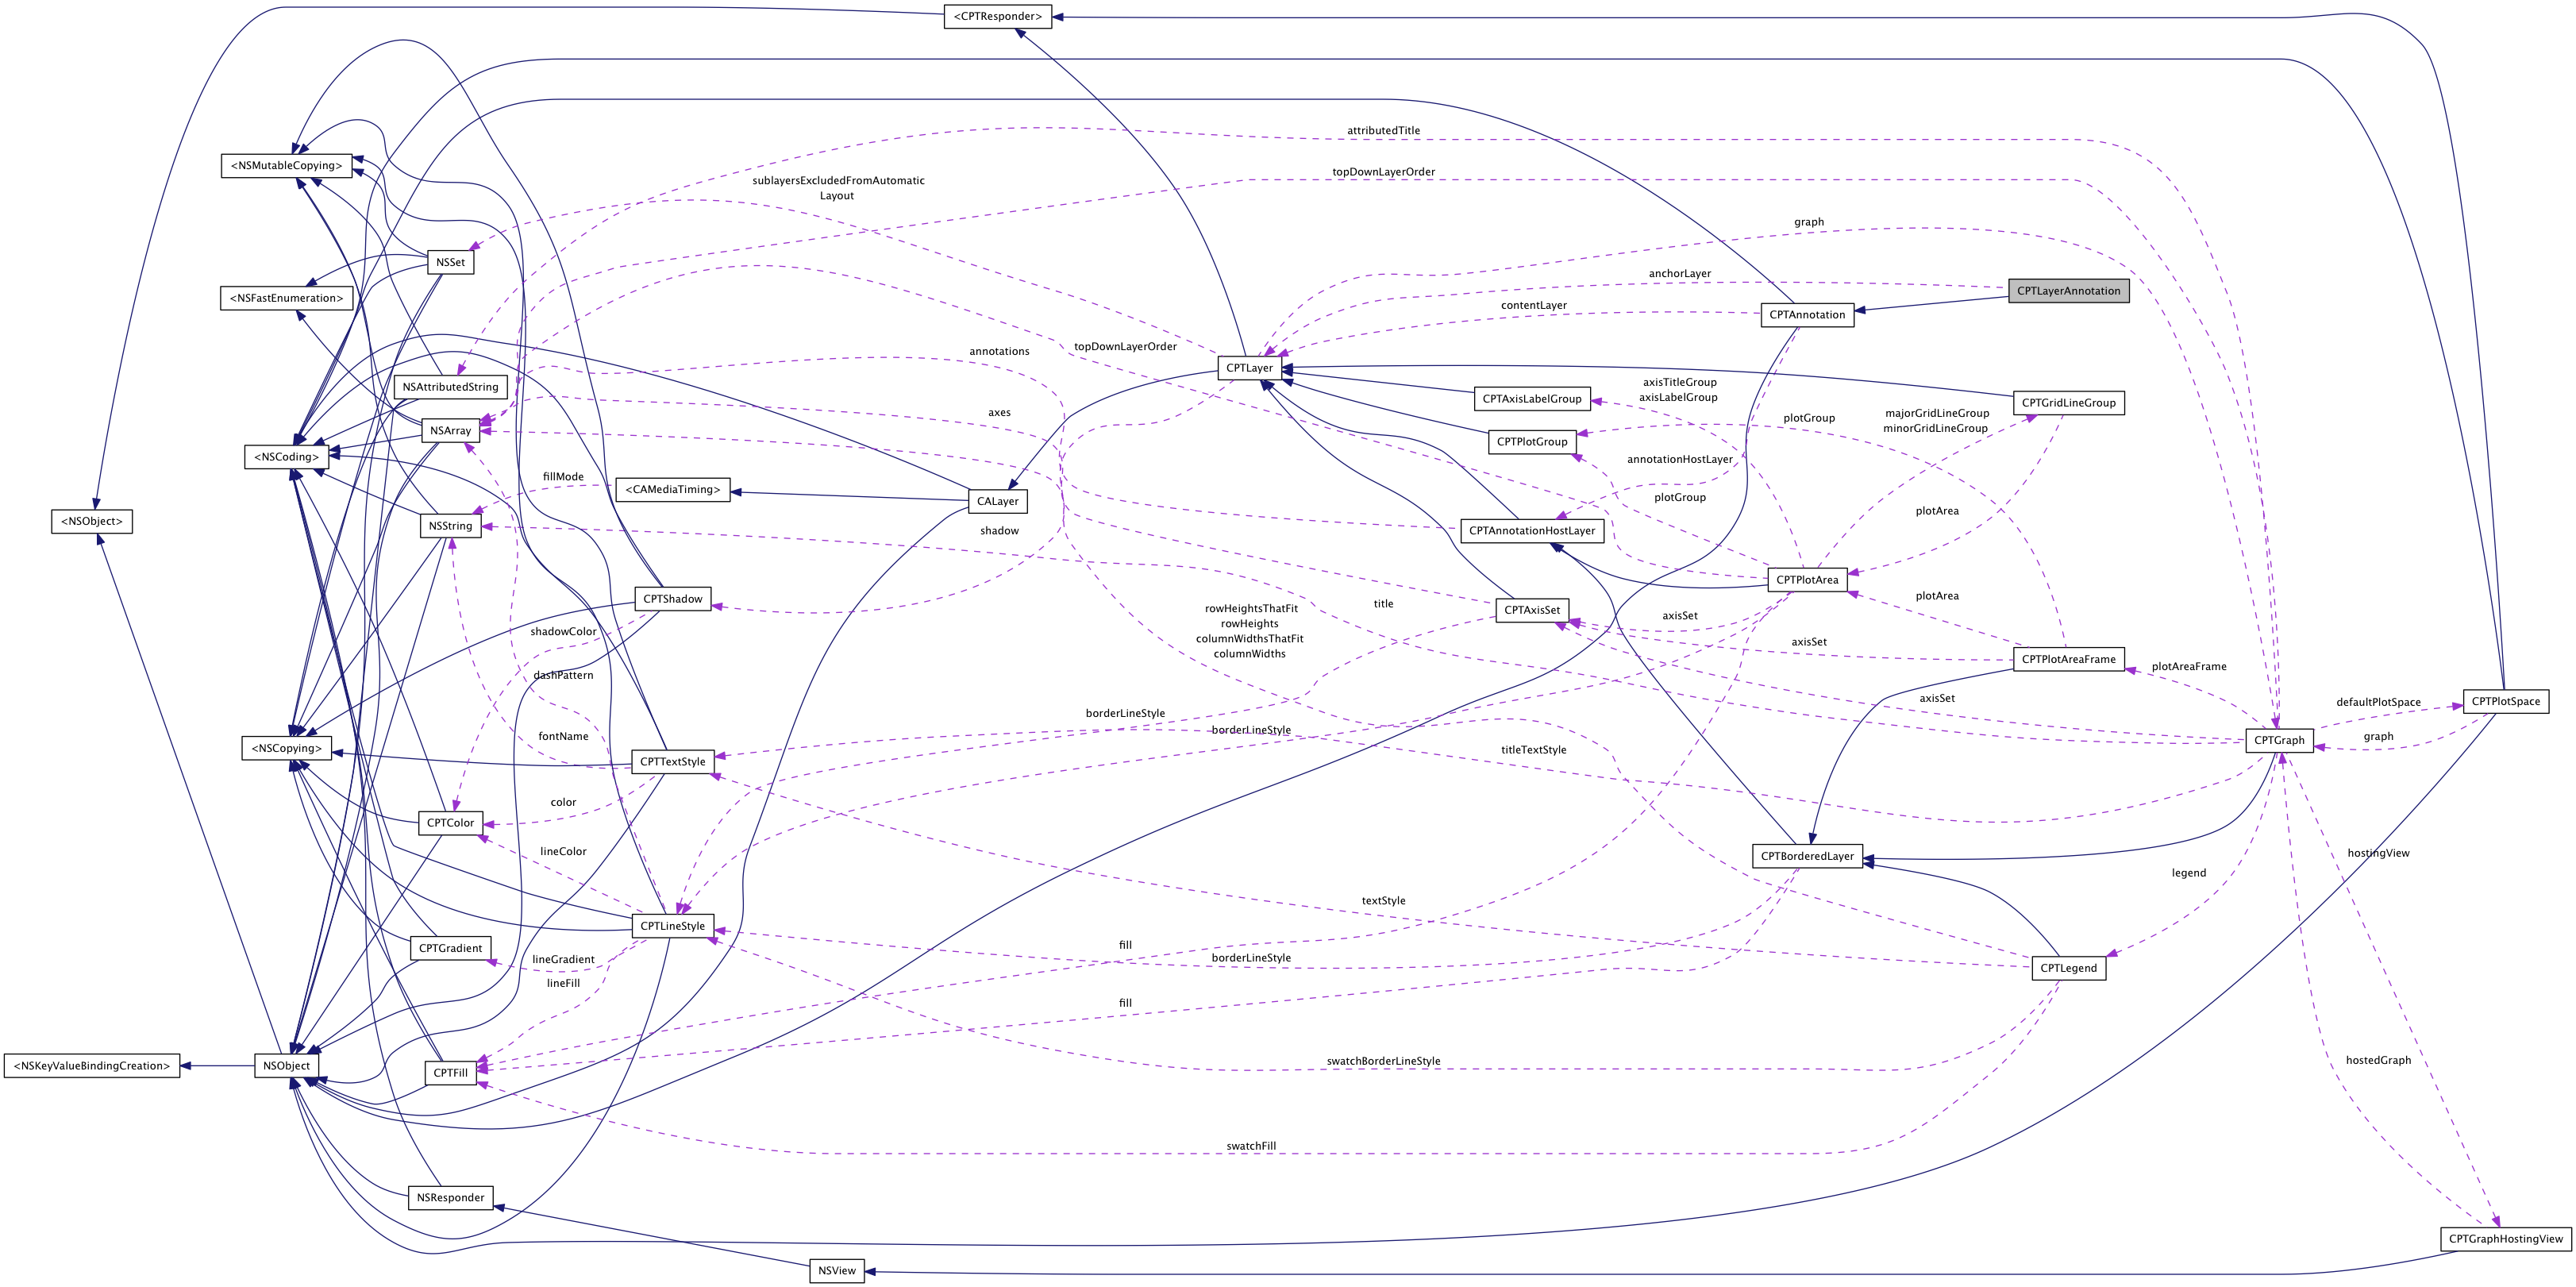 <CPTResponder>
attributedTitle
<NSMutableCopying>
topDownLayerOrder
sublayersExcludedFromAutomatic
Layout
graph
NSSet
anchorLayer
CPTLayerAnnotation
<NSFastEnumeration>
contentLayer
CPTAnnotation
annotations
topDownLayerOrder
CPTLayer
NSAttributedString
axisTitleGroup
axisLabelGroup
CPTAxisLabelGroup
CPTGridLineGroup
axes
majorGridLineGroup
minorGridLineGroup
plotGroup
NSArray
CPTPlotGroup
<NSCoding>
annotationHostLayer
fillMode
<CAMediaTiming>
CALayer
plotGroup
plotArea
<NSObject>
NSString
shadow
CPTAnnotationHostLayer
CPTPlotArea
CPTShadow
plotArea
title
rowHeightsThatFit
rowHeights
columnWidthsThatFit
columnWidths
CPTAxisSet
axisSet
shadowColor
axisSet
CPTPlotAreaFrame
plotAreaFrame
dashPattern
axisSet
defaultPlotSpace
CPTPlotSpace
borderLineStyle
borderLineStyle
fontName
graph
CPTGraph
<NSCopying>
titleTextStyle
CPTTextStyle
color
CPTColor
lineColor
CPTBorderedLayer
hostingView
legend
textStyle
CPTLineStyle
CPTGradient
fill
lineGradient
borderLineStyle
CPTLegend
lineFill
fill
<NSKeyValueBindingCreation>
NSObject
CPTFill
swatchBorderLineStyle
hostedGraph
swatchFill
NSResponder
CPTGraphHostingView
NSView